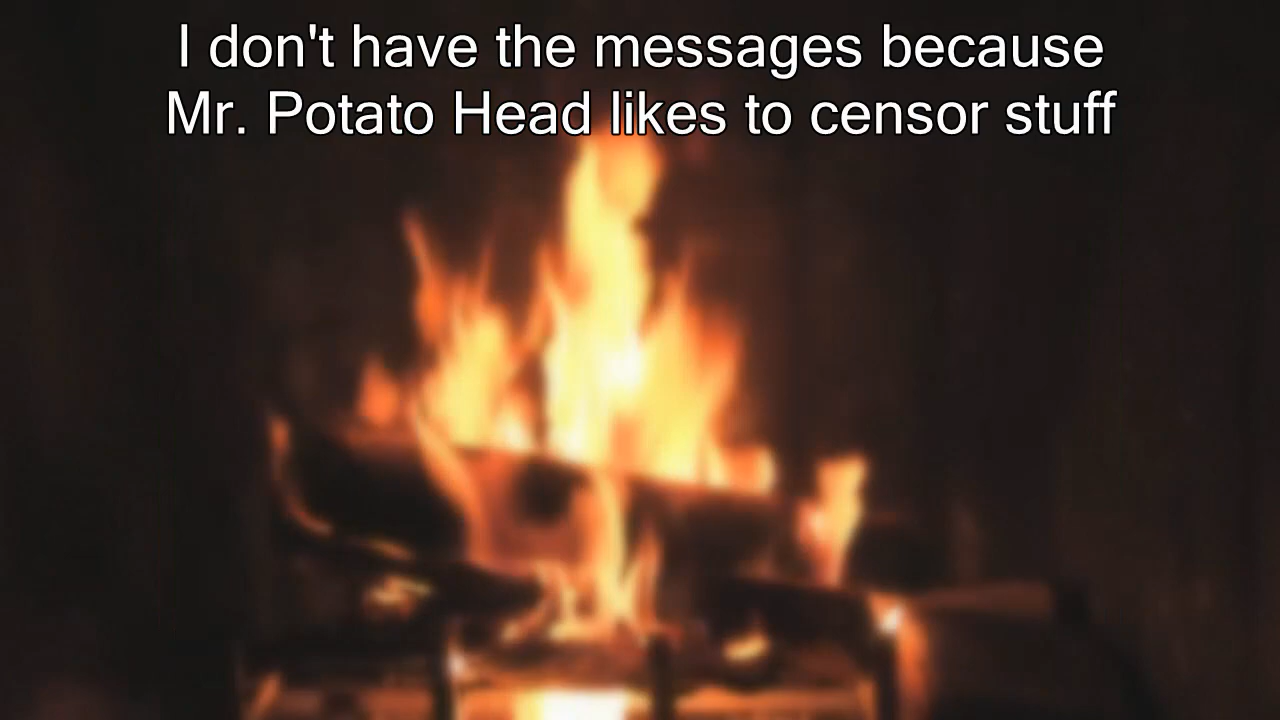 I don't have the messages because
Mr. Potato Head likes to censor stuff